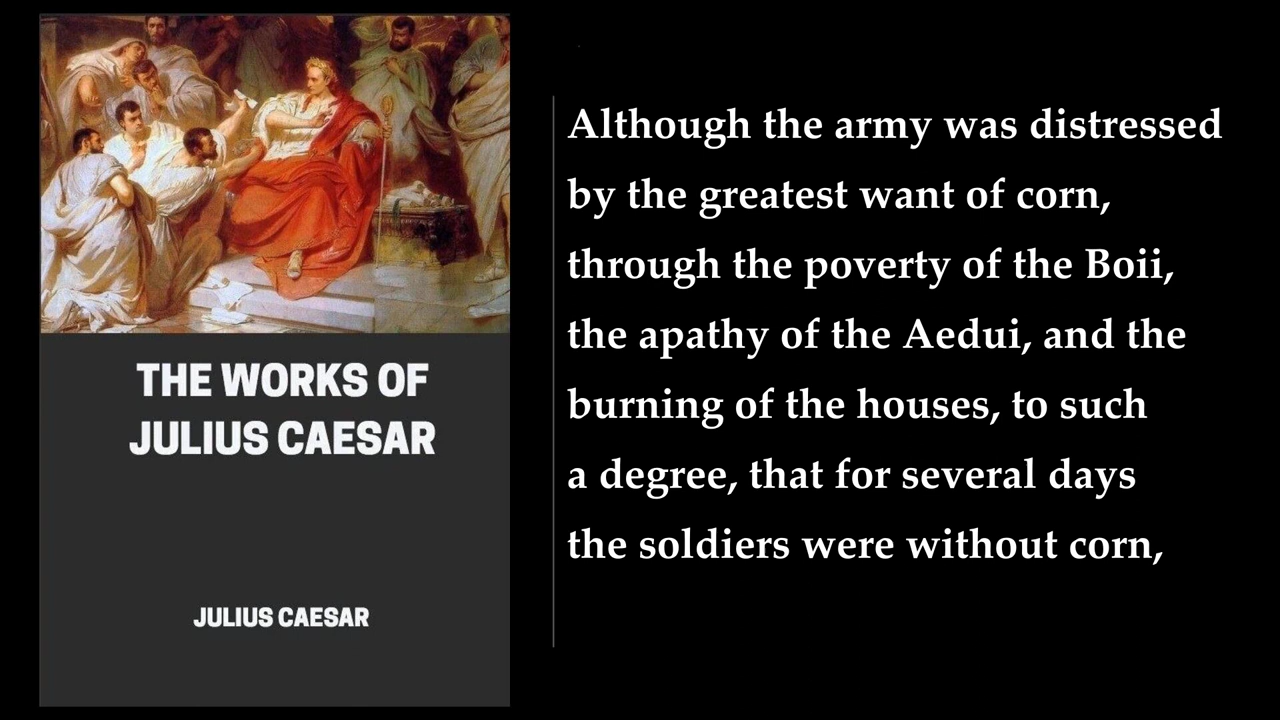 THE WORKS OF
JULIUS CAESAR
JULIUS CAESAR
Although the army was distressed
by the greatest want of corn,
through the poverty of the Boii,
the apathy of the Aedui, and the
burning of the houses, to such
a degree, that for several days
the soldiers were without corn,